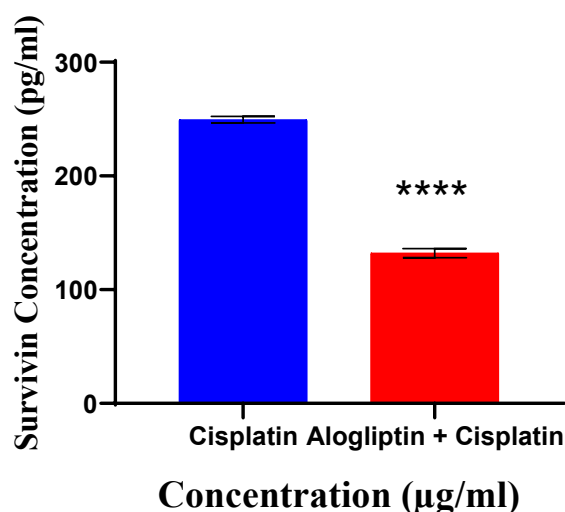 Survivin Concentration (pg/ml)
300
200
100
0
****
Cisplatin
Alogliptin + Cisplatin
Concentration (µg/ml)